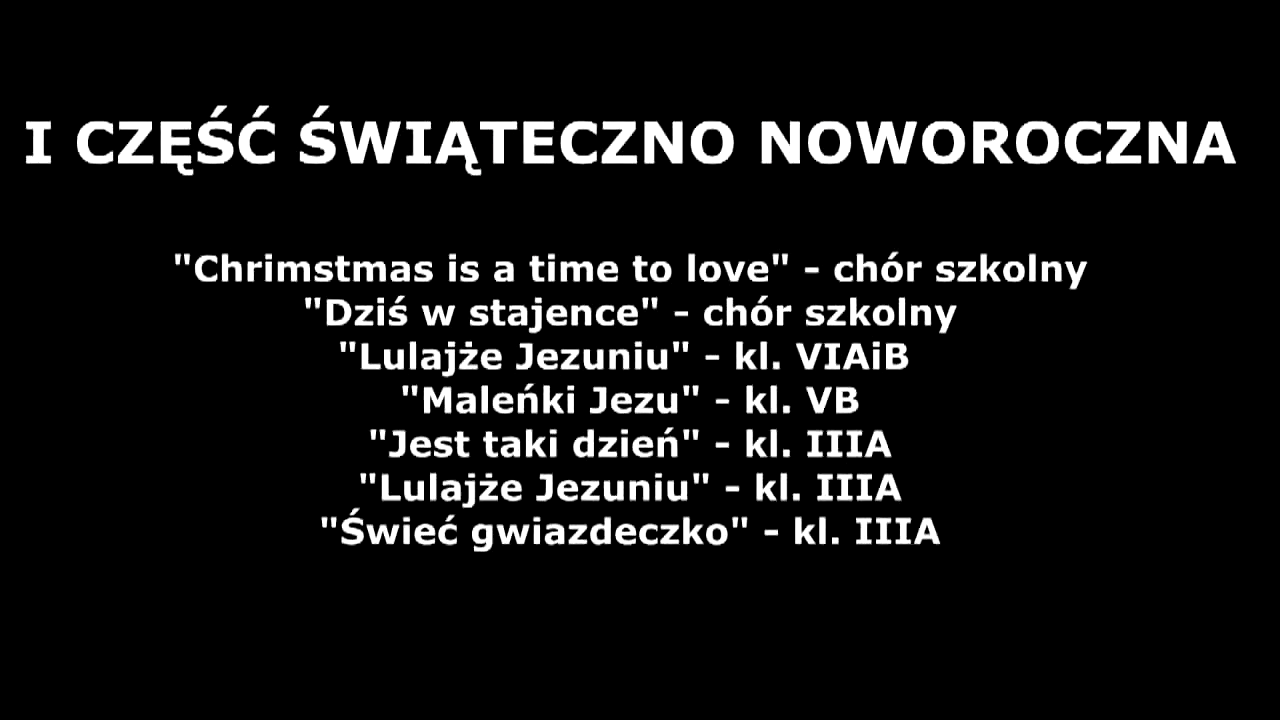 I CZĘŚĆ ŚWIĄTECZNO NOWOROCZNA
"Chrimstmas is a time to love" - chór szkolny
"Dziś w stajence" - chór szkolny
"Lulajże Jezuniu" - kl. VIAiB
"Maleńki Jezu" - kl. VB
"Jest taki dzień" - kl. IIIA
"Lulajże Jezuniu" - kl. IIIA
"Świeć gwiazdeczko" - kl. IIIA